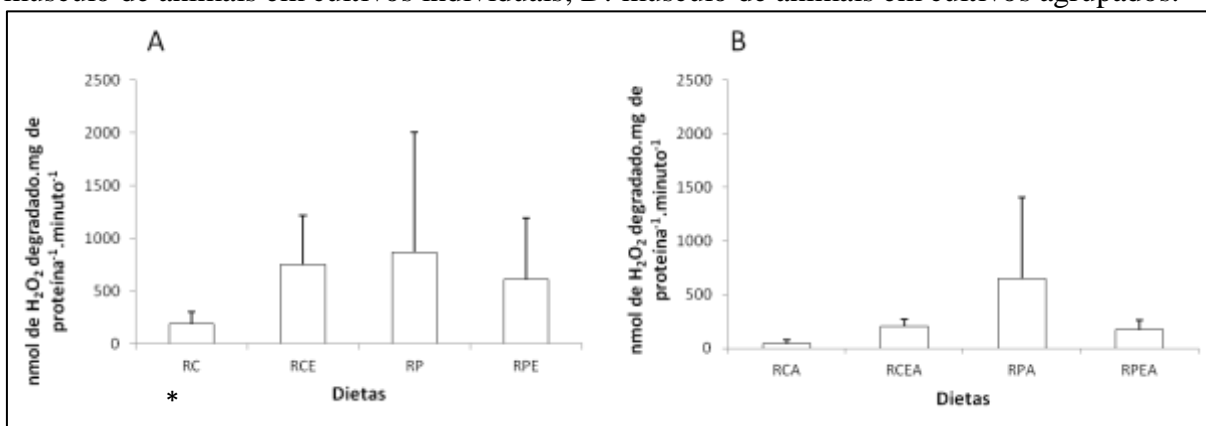 músculo de animais em cultivos individuais; B: músculo de animais em cultivos agrupados.
A
2500
2000
1500
1000
500
0
nmol de H₂O₂ degradado.mg de
proteína⁻¹.minuto⁻¹
RC RCE RP RPE
*
Dietas
B
2500
2000
1500
1000
500
0
nmol de H₂O₂ degradado.mg de
proteína⁻¹.minuto⁻¹
RCA RCEA RPA RPEA
Dietas